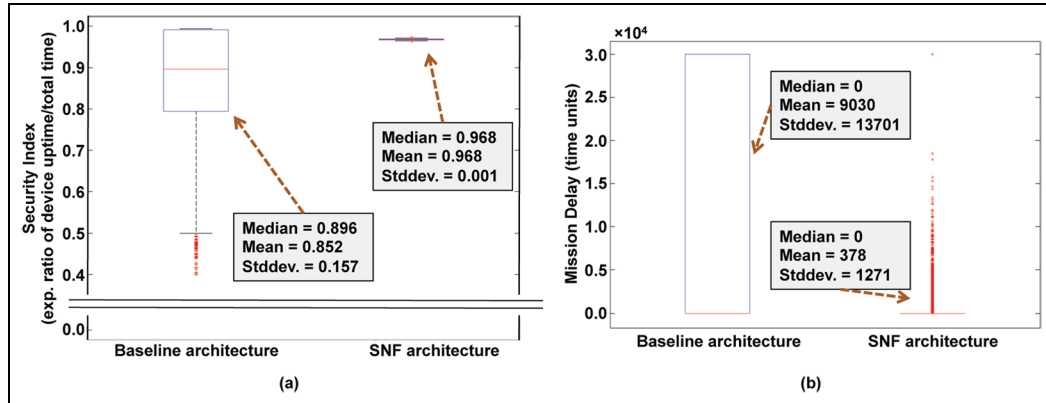 Security Index
(exp. ratio of device uptime/total time)
1.0
0.9
0.8
0.7
0.6
0.5
0.4
0.0
Median = 0.968
Mean = 0.968
Stddev. = 0.001
Median = 0.896
Mean = 0.852
Stddev. = 0.157
Baseline architecture
SNF architecture
(a)
Mission Delay (time units)
×10⁴
3.0
2.5
2.0
1.5
1.0
0.5
0.0
Median = 0
Mean = 9030
Stddev. = 13701
Median = 0
Mean = 378
Stddev. = 1271
Baseline architecture
SNF architecture
(b)